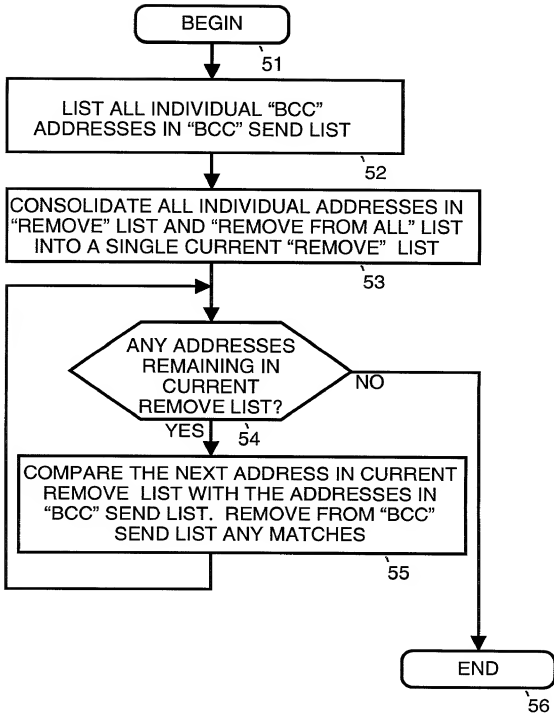 BEGIN
51
LIST ALL INDIVIDUAL “BCC”
ADDRESSES IN “BCC” SEND LIST
52
CONSOLIDATE ALL INDIVIDUAL ADDRESSES IN
“REMOVE” LIST AND “REMOVE FROM ALL” LIST
INTO A SINGLE CURRENT “REMOVE” LIST
53
ANY ADDRESSES
REMAINING IN
CURRENT
REMOVE LIST?
NO
YES
54
COMPARE THE NEXT ADDRESS IN CURRENT
REMOVE LIST WITH THE ADDRESSES IN
“BCC” SEND LIST. REMOVE FROM “BCC”
SEND LIST ANY MATCHES
55
END
56